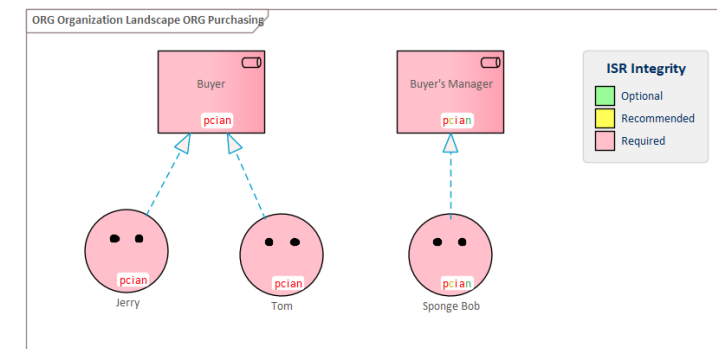 ORG Organization Landscape ORG Purchasing
Buyer
pcian
Buyer's Manager
pcian
ISR Integrity
Optional
Recommended
Required
pcian
Jerry
pcian
Tom
pcian
Sponge Bob